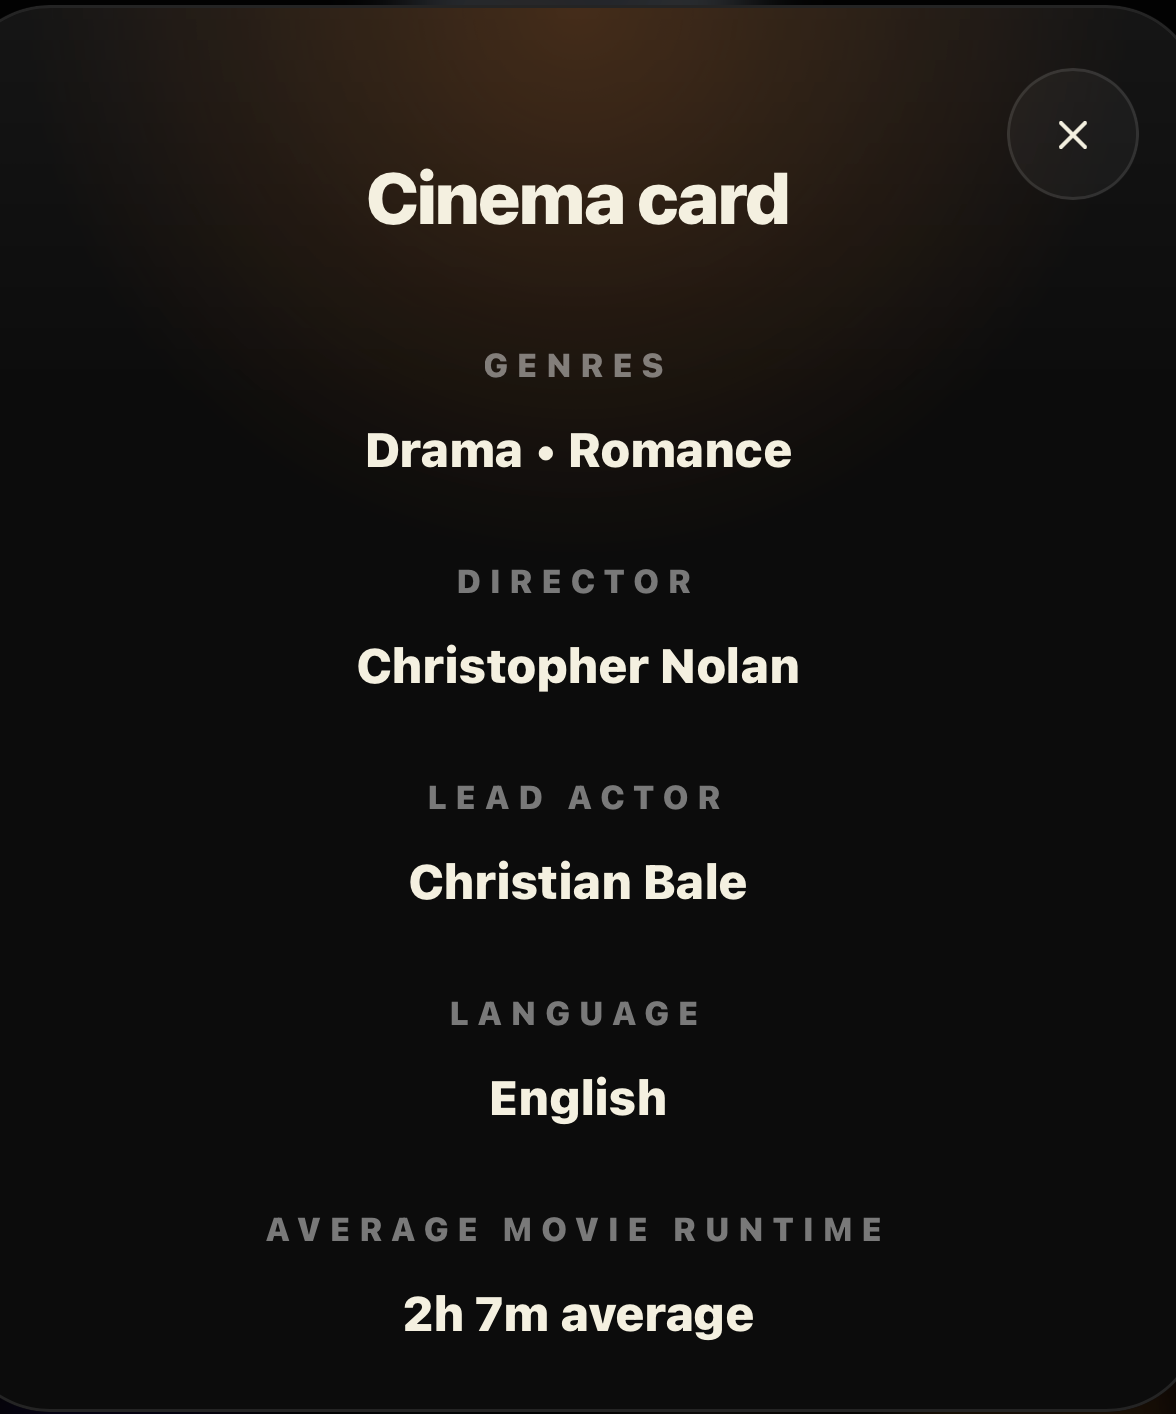 Cinema card
GENRES
Drama • Romance
DIRECTOR
Christopher Nolan
LEAD ACTOR
Christian Bale
LANGUAGE
English
AVERAGE MOVIE RUNTIME
2h 7m average